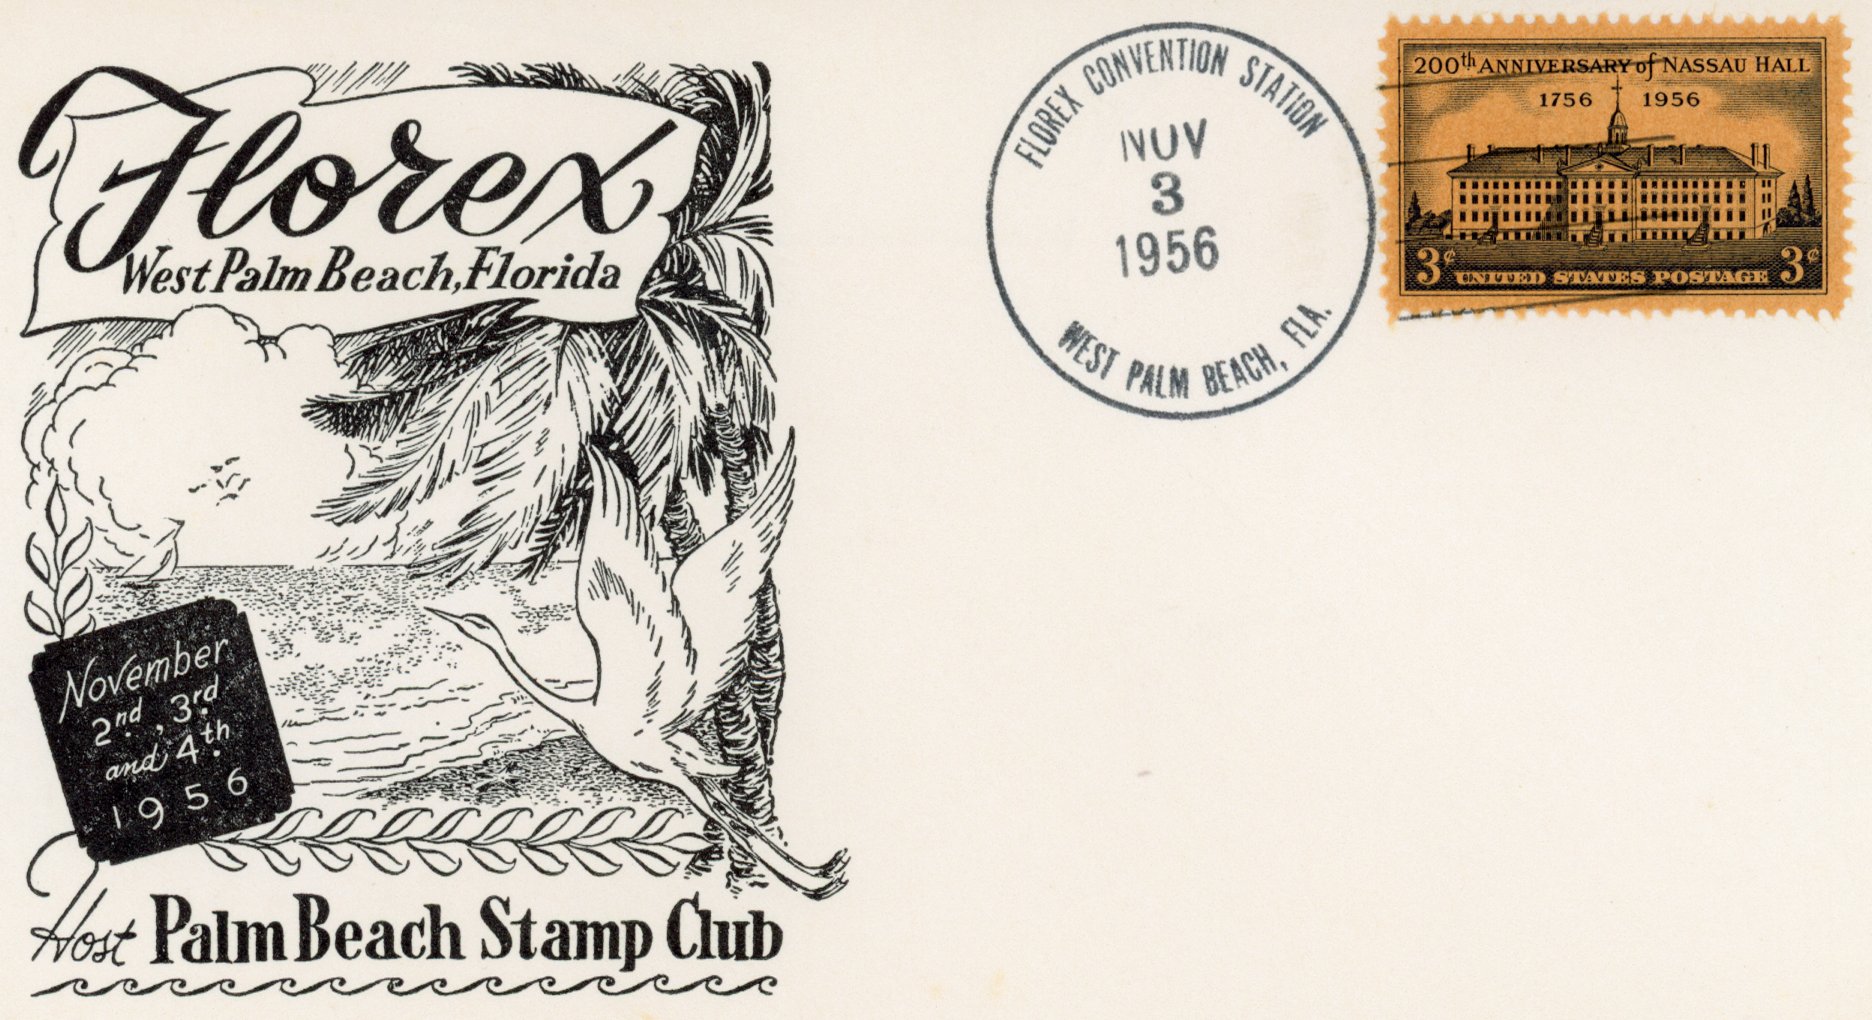 Florex
West Palm Beach, Florida
November
2nd., 3rd.
and 4th.
1956
Host Palm Beach Stamp Club
FLOREX CONVENTION STATION
NOV
3
1956
WEST PALM BEACH, FLA.
200th ANNIVERSARY of NASSAU HALL
1756 1956
3¢ UNITED STATES POSTAGE 3¢